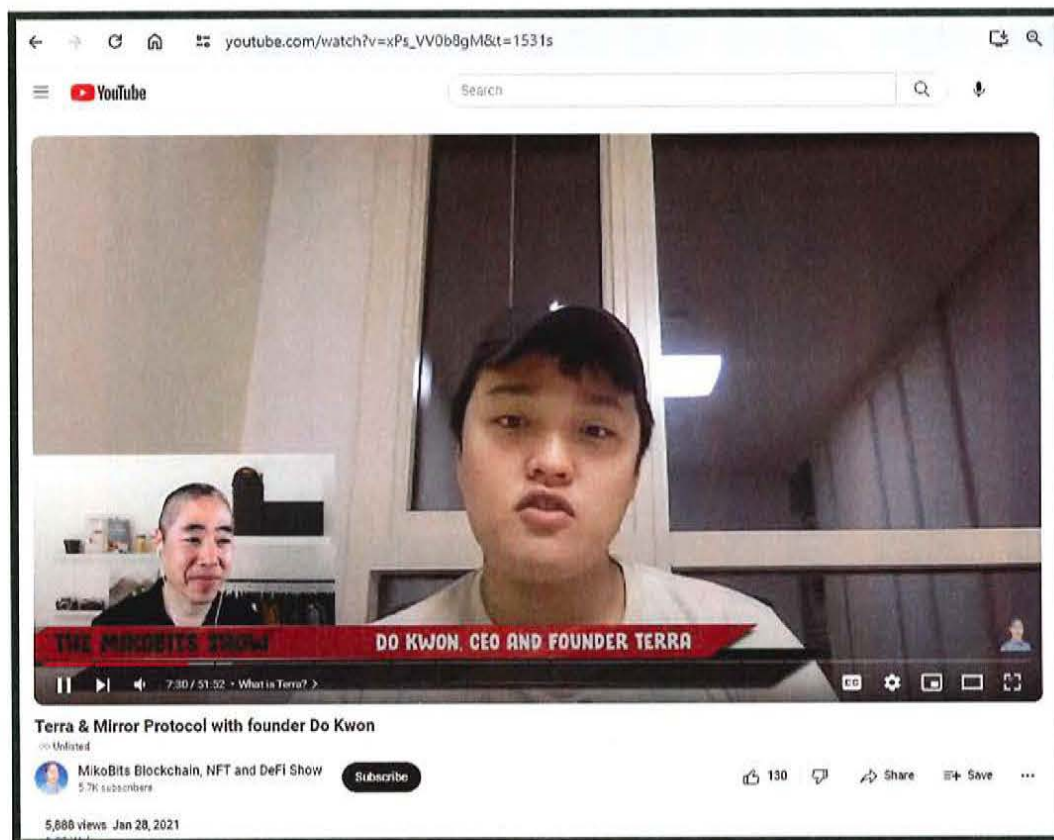 youtube.com/watch?v=xPs_VV0b8gM&t=1531s
YouTube
Search
THE MIKOBITS SHOW
DO KWON, CEO AND FOUNDER TERRA
7:30 / 51:52 • What is Terra? >
CC
Terra & Mirror Protocol with founder Do Kwon
Unlisted
MikoBits Blockchain, NFT and DeFi Show
5.7K subscribers
Subscribe
130
Share
Save
5,888 views Jan 28, 2021